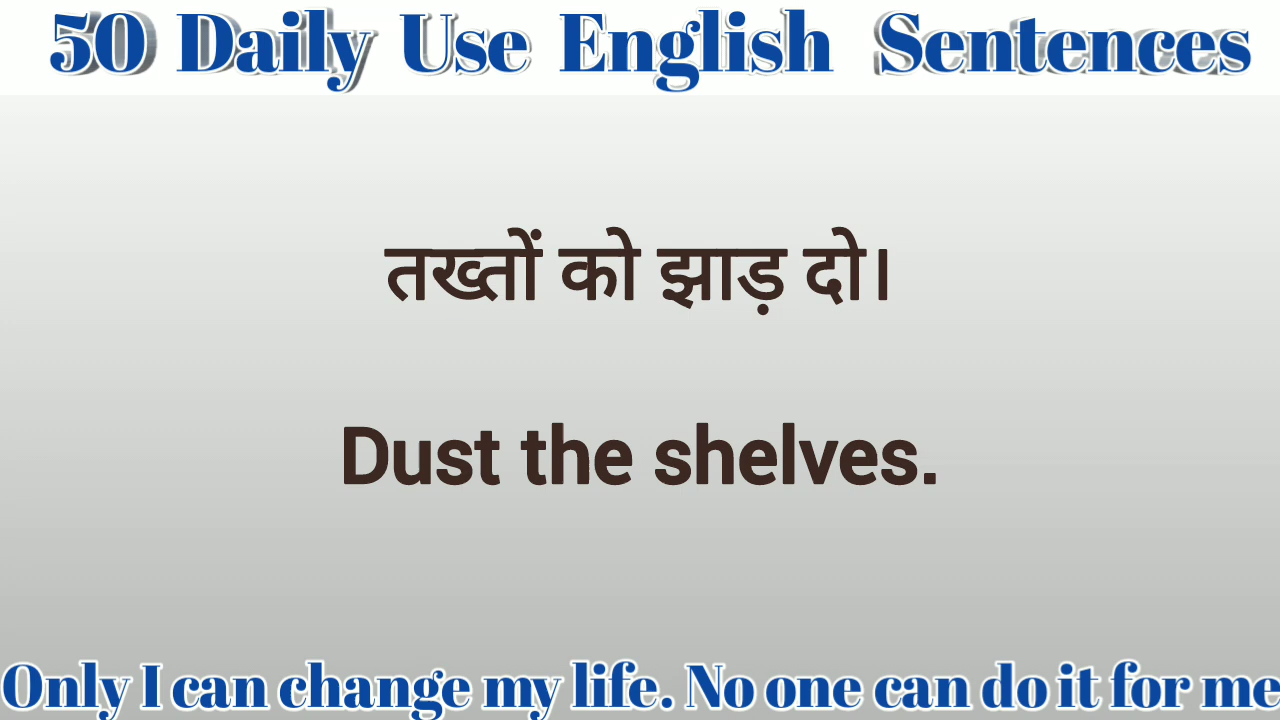 50 Daily Use English Sentences
तख्तों को झाड़ दो।
Dust the shelves.
Only I can change my life. No one can do it for me